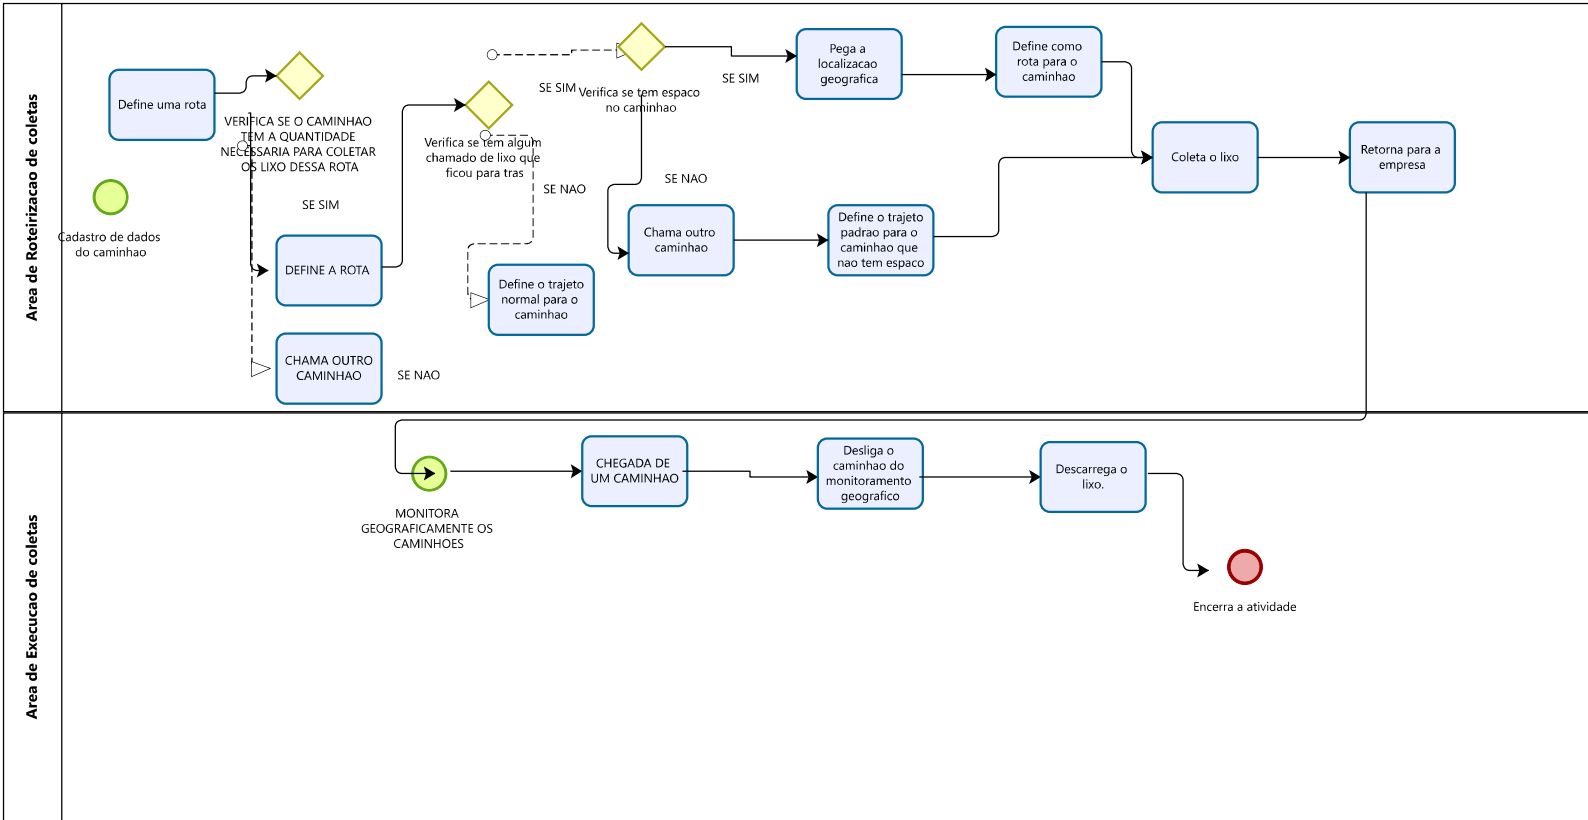 Area de Roteirizacao de coletas
Define uma rota
VERIFICA SE O CAMINHAO
TEM A QUANTIDADE
NECESSARIA PARA COLETAR
OS LIXO DESSA ROTA
Cadastro de dados
do caminhao
SE SIM
DEFINE A ROTA
CHAMA OUTRO
CAMINHAO
SE NAO
Verifica se tem algum
chamado de lixo que
ficou para tras
SE SIM
SE NAO
Define o trajeto
normal para o
caminhao
Verifica se tem espaco
no caminhao
SE SIM
SE NAO
Pega a
localizacao
geografica
Define como
rota para o
caminhao
Chama outro
caminhao
Define o trajeto
padrao para o
caminhao que
nao tem espaco
Coleta o lixo
Retorna para a
empresa
Area de Execucao de coletas
MONITORA
GEOGRAFICAMENTE OS
CAMINHOES
CHEGADA DE
UM CAMINHAO
Desliga o
caminhao do
monitoramento
geografico
Descarrega o
lixo.
Encerra a atividade